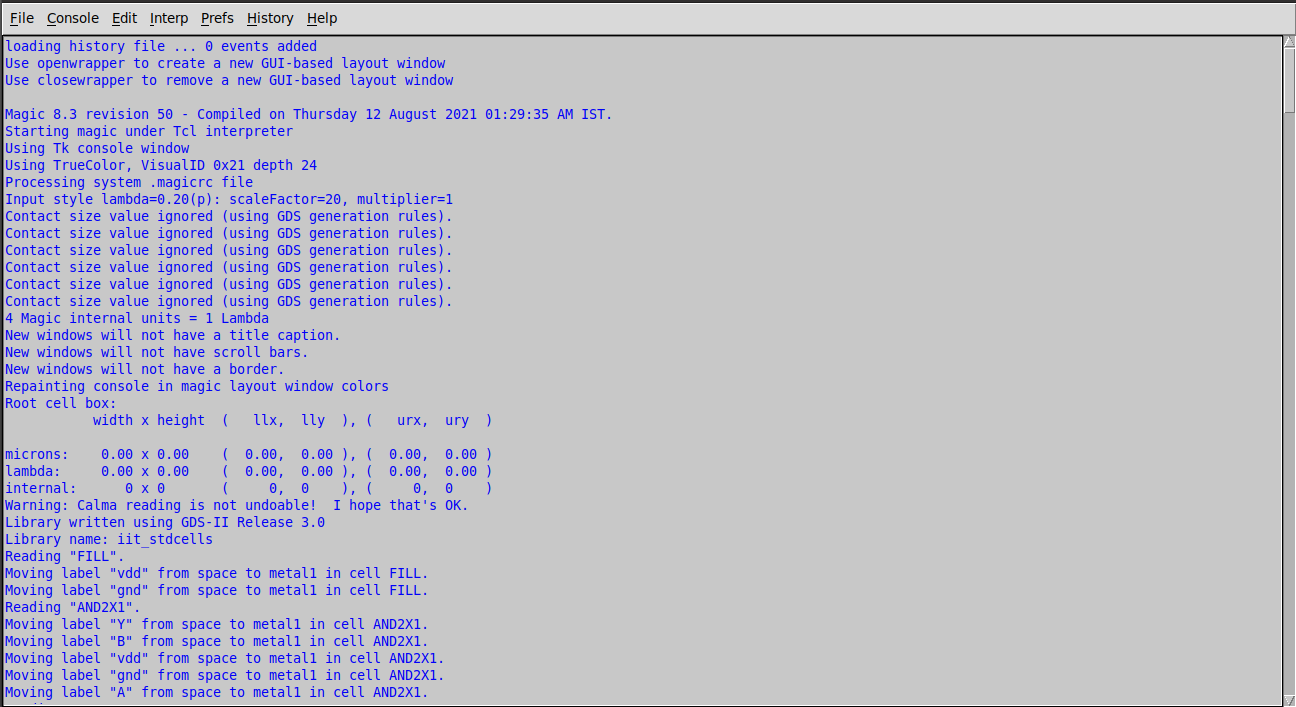 File Console Edit Interp Prefs History Help
loading history file ... 0 events added
Use openwrapper to create a new GUI-based layout window
Use closewrapper to remove a new GUI-based layout window
Magic 8.3 revision 50 - Compiled on Thursday 12 August 2021 01:29:35 AM IST.
Starting magic under Tcl interpreter
Using Tk console window
Using TrueColor, VisualID 0x21 depth 24
Processing system .magicrc file
Input style lambda=0.20(p): scaleFactor=20, multiplier=1
Contact size value ignored (using GDS generation rules).
Contact size value ignored (using GDS generation rules).
Contact size value ignored (using GDS generation rules).
Contact size value ignored (using GDS generation rules).
Contact size value ignored (using GDS generation rules).
Contact size value ignored (using GDS generation rules).
4 Magic internal units = 1 Lambda
New windows will not have a title caption.
New windows will not have scroll bars.
New windows will not have a border.
Repainting console in magic layout window colors
Root cell box:
           width x height  (   llx,  lly  ), (   urx,  ury  )
microns:    0.00 x 0.00    (  0.00,  0.00 ), (  0.00,  0.00 )
lambda:     0.00 x 0.00    (  0.00,  0.00 ), (  0.00,  0.00 )
internal:      0 x 0       (     0,  0    ), (     0,  0    )
Warning: Calma reading is not undoable!  I hope that's OK.
Library written using GDS-II Release 3.0
Library name: iit_stdcells
Reading "FILL".
Moving label "vdd" from space to metal1 in cell FILL.
Moving label "gnd" from space to metal1 in cell FILL.
Reading "AND2X1".
Moving label "Y" from space to metal1 in cell AND2X1.
Moving label "B" from space to metal1 in cell AND2X1.
Moving label "vdd" from space to metal1 in cell AND2X1.
Moving label "gnd" from space to metal1 in cell AND2X1.
Moving label "A" from space to metal1 in cell AND2X1.